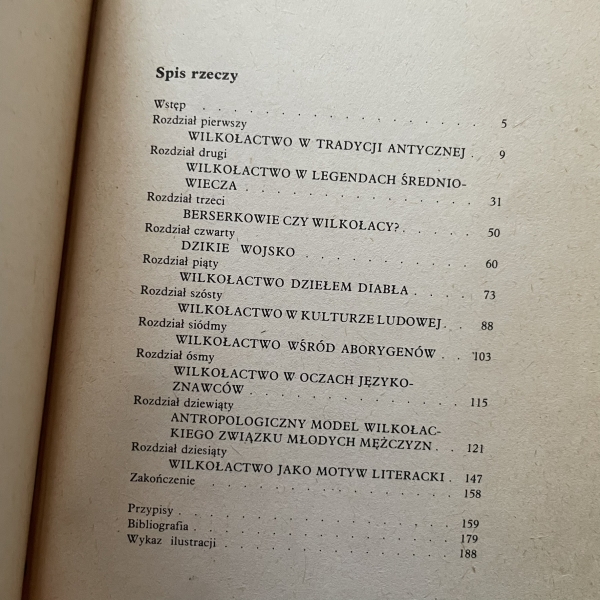 Spis rzeczy
Wstęp . . . . . . . . . . . . . . . 5
Rozdział pierwszy
WILKOŁACTWO W TRADYCJI ANTYCZNEJ . 9
Rozdział drugi
WILKOŁACTWO W LEGENDACH ŚREDNIO-
WIECZA . . . . . . . . . . . . . 31
Rozdział trzeci
BERSERKOWIE CZY WILKOŁACY? . . . . 50
Rozdział czwarty
DZIKIE WOJSKO . . . . . . . . . . 60
Rozdział piąty
WILKOŁACTWO DZIEŁEM DIABŁA . . . . 73
Rozdział szósty
WILKOŁACTWO W KULTURZE LUDOWEJ . . 88
Rozdział siódmy
WILKOŁACTWO WŚRÓD ABORYGENÓW . . 103
Rozdział ósmy
WILKOŁACTWO W OCZACH JĘZYKO-
ZNAWCÓW . . . . . . . . . . . . 115
Rozdział dziewiąty
ANTROPOLOGICZNY MODEL WILKOŁAC-
KIEGO ZWIĄZKU MŁODYCH MĘŻCZYZN . . 121
Rozdział dziesiąty
WILKOŁACTWO JAKO MOTYW LITERACKI . 147
Zakończenie . . . . . . . . . . . . . 158
Przypisy . . . . . . . . . . . . . . 159
Bibliografia . . . . . . . . . . . . . 179
Wykaz ilustracji . . . . . . . . . . . . 188